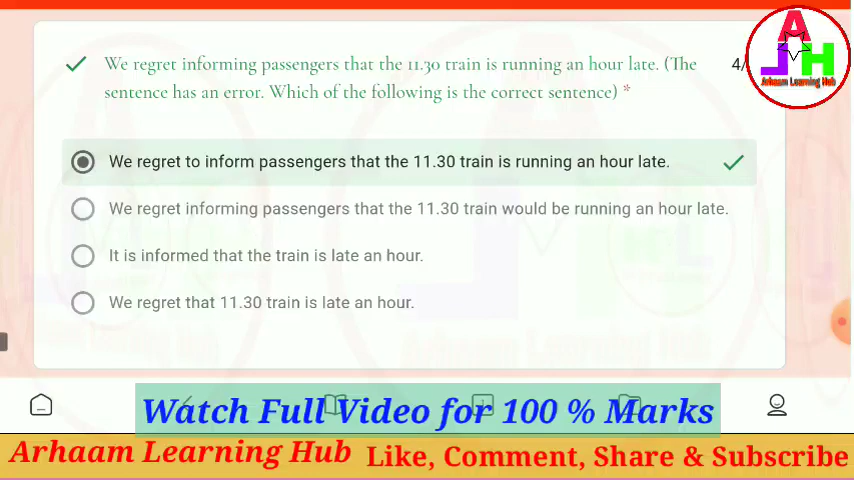 We regret informing passengers that the 11.30 train is running an hour late. (The
sentence has an error. Which of the following is the correct sentence) *
4/
A
J H
Arhaam Learning Hub
We regret to inform passengers that the 11.30 train is running an hour late.
We regret informing passengers that the 11.30 train would be running an hour late.
It is informed that the train is late an hour.
We regret that 11.30 train is late an hour.
Watch Full Video for 100 % Marks
Arhaam Learning Hub Like, Comment, Share & Subscribe